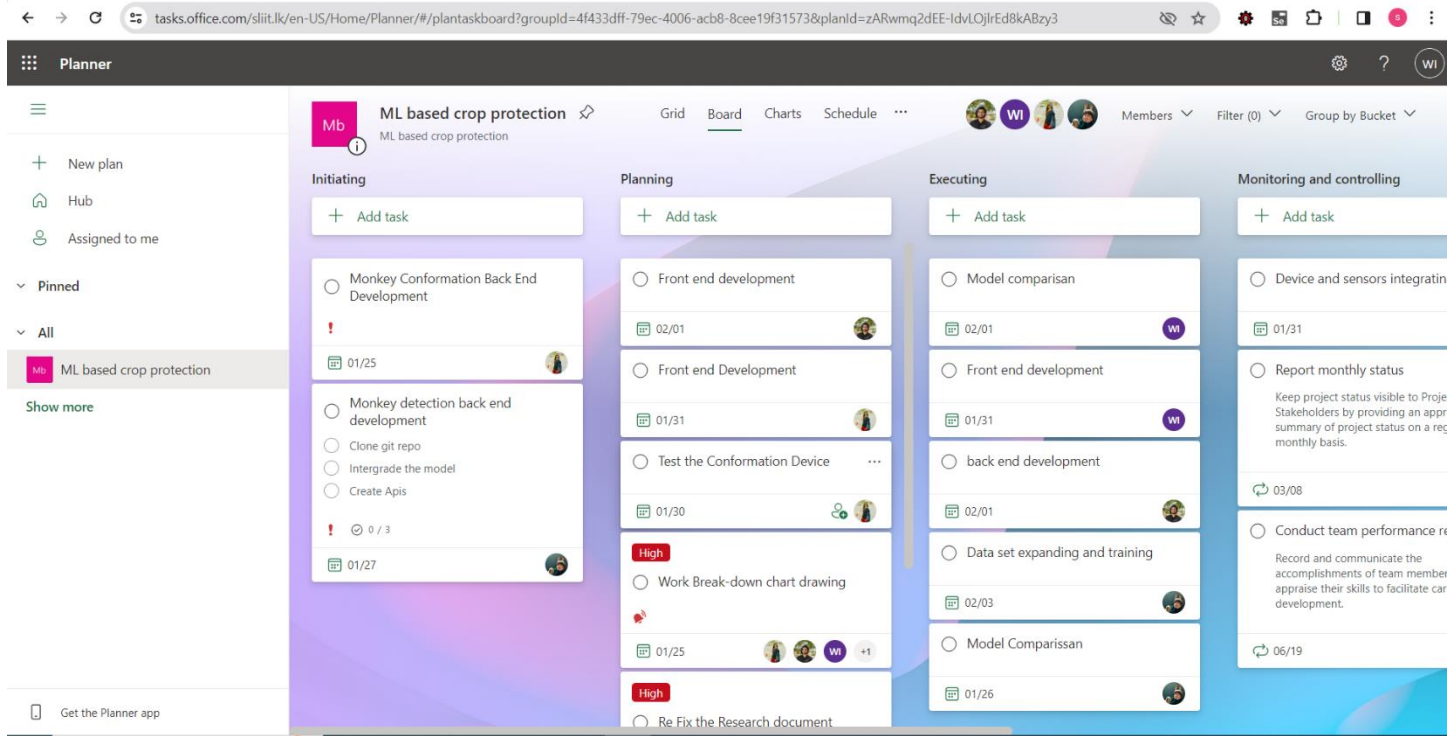 tasks.office.com/sliit.lk/en-US/Home/Planner/#/plantaskboard?groupId=4f433dff-79ec-4006-acb8-8cee19f31573&planId=zARwmq2dEE-IdvLOjlrEd8kABzy3
Se
S
Planner
?
WI
New plan
Hub
Assigned to me
Pinned
All
Mb ML based crop protection
Show more
Get the Planner app
Mb
ML based crop protection
ML based crop protection
Grid Board Charts Schedule ...
WI
Members
Filter (0)
Group by Bucket
Initiating
+ Add task
Monkey Conformation Back End
Development
!
01/25
Monkey detection back end
development
Clone git repo
Intergrade the model
Create Apis
! 0 / 3
01/27
Planning
+ Add task
Front end development
02/01
Front end Development
01/31
Test the Conformation Device ...
01/30
High
Work Break-down chart drawing
01/25 WI +1
High
Re Fix the Research document
Executing
+ Add task
Model comparisan
02/01 WI
Front end development
01/31 WI
back end development
02/01
Data set expanding and training
02/03
Model Comparissan
01/26
Monitoring and controlling
+ Add task
Device and sensors integratin
01/31
Report monthly status
Keep project status visible to Proje
Stakeholders by providing an appr
summary of project status on a reg
monthly basis.
03/08
Conduct team performance re
Record and communicate the
accomplishments of team member
appraise their skills to facilitate car
development.
06/19